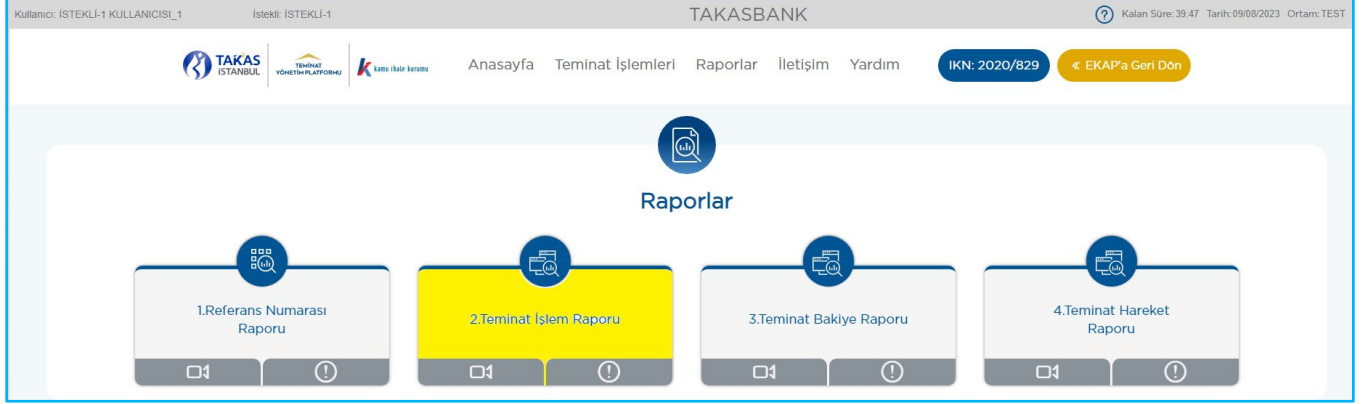 Kullanıcı: İSTEKLİ-1 KULLANICISI_1 İstekli: İSTEKLİ-1 TAKASBANK ? Kalan Süre: 39:47 Tarih: 09/08/2023 Ortam: TEST
TAKAS
İSTANBUL
TEMİNAT
YÖNETİM PLATFORMU
kamu ihale kurumu
Anasayfa Teminat İşlemleri Raporlar İletişim Yardım IKN: 2020/829 « EKAP'a Geri Dön
Raporlar
1.Referans Numarası
Raporu
2.Teminat İşlem Raporu
3.Teminat Bakiye Raporu
4.Teminat Hareket
Raporu